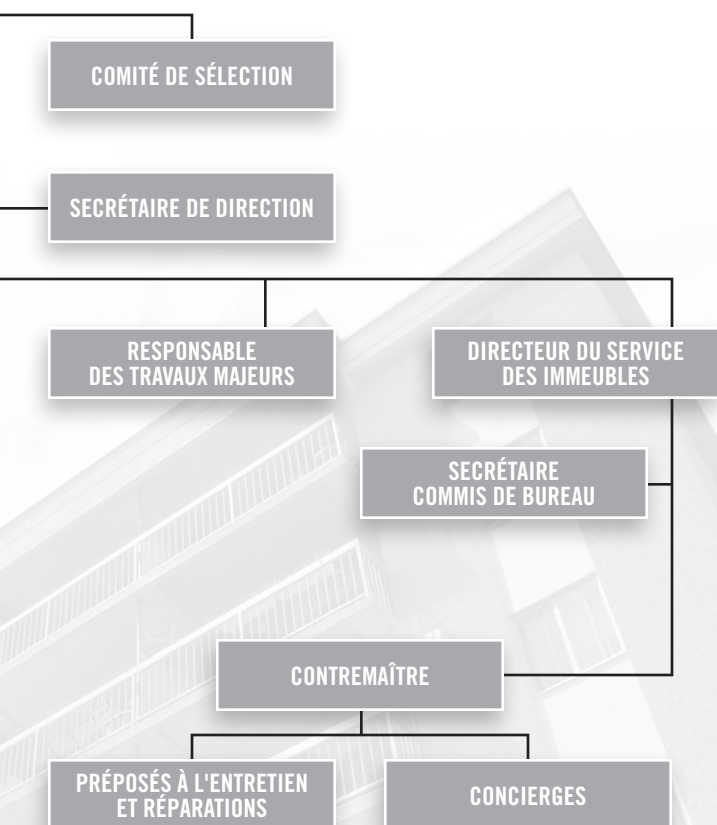 COMITÉ DE SÉLECTION
SECRÉTAIRE DE DIRECTION
RESPONSABLE
DES TRAVAUX MAJEURS
DIRECTEUR DU SERVICE
DES IMMEUBLES
SECRÉTAIRE
COMMIS DE BUREAU
CONTREMAÎTRE
PRÉPOSÉS À L'ENTRETIEN
ET RÉPARATIONS
CONCIERGES